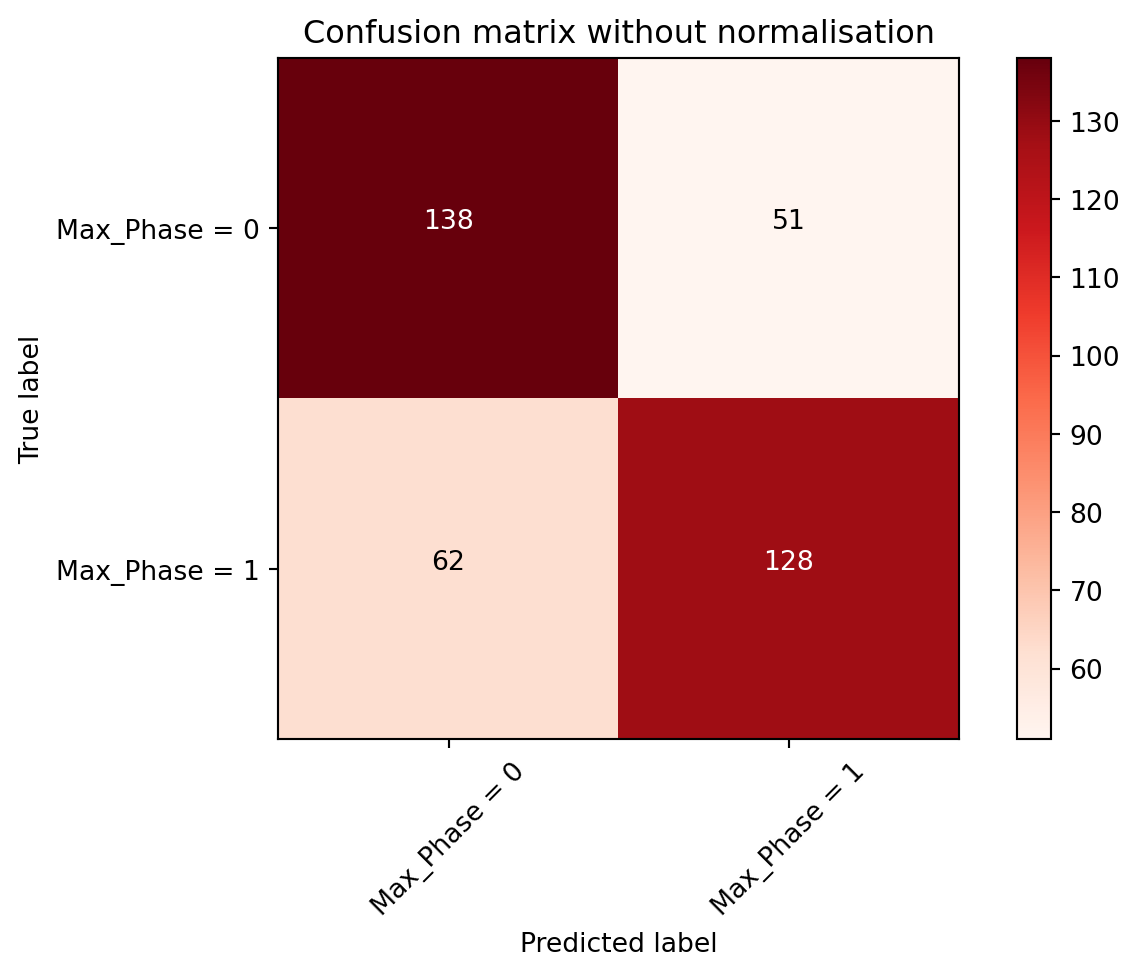 Confusion matrix without normalisation
True label
Max_Phase = 0
Max_Phase = 1
138
51
62
128
Max_Phase = 0
Max_Phase = 1
Predicted label
130
120
110
100
90
80
70
60